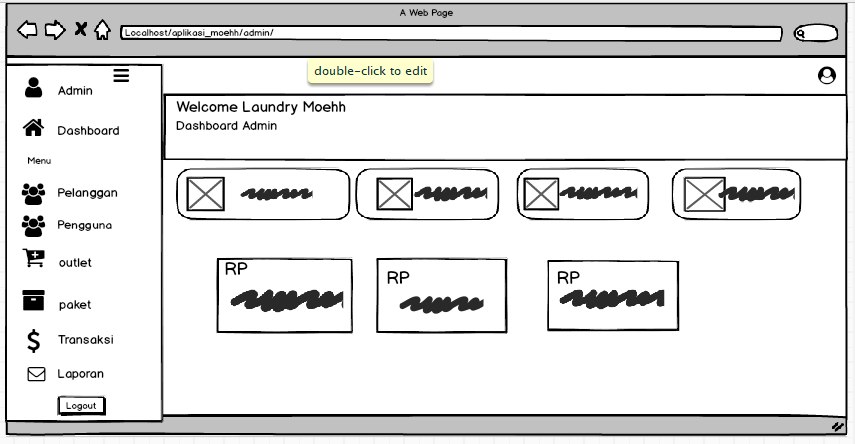 A Web Page
Localhost/aplikasi_moehh/admin/
double-click to edit
Admin
Dashboard
Menu
Pelanggan
Pengguna
outlet
paket
Transaksi
Laporan
Logout
Welcome Laundry Moehh
Dashboard Admin
RP
RP
RP